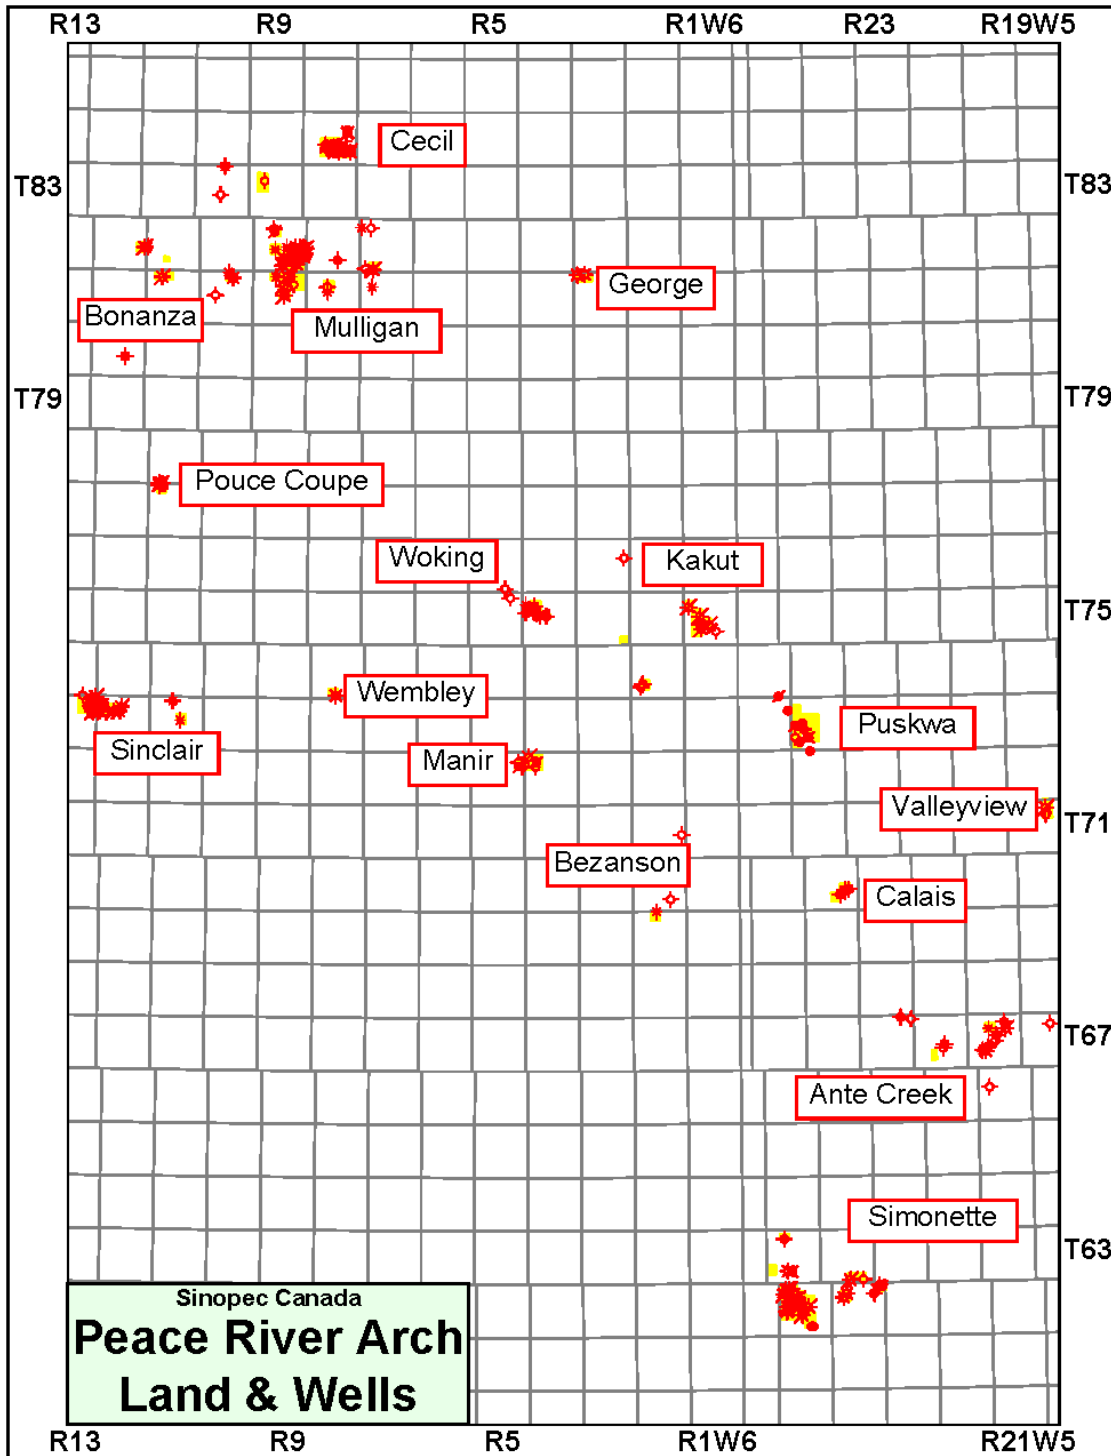 R13 R9 R5 R1W6 R23 R19W5
Cecil
T83 T83
George
Bonanza Mulligan
T79 T79
Pouce Coupe
Woking Kakut
T75
Wembley
Sinclair Manir Puskwa
Valleyview T71
Bezanson
Calais
T67
Ante Creek
Simonette
T63
Sinopec Canada
Peace River Arch
Land & Wells
R13 R9 R5 R1W6 R21W5